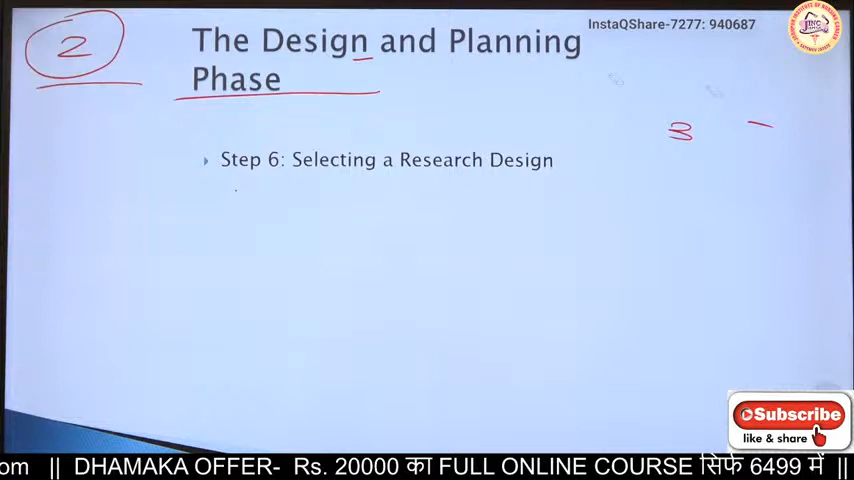 InstaQShare-7277: 940687
2
The Design and Planning
Phase
3 -
Step 6: Selecting a Research Design
Subscribe
like & share
om || DHAMAKA OFFER- Rs. 20000 का FULL ONLINE COURSE सिर्फ 6499 में ||